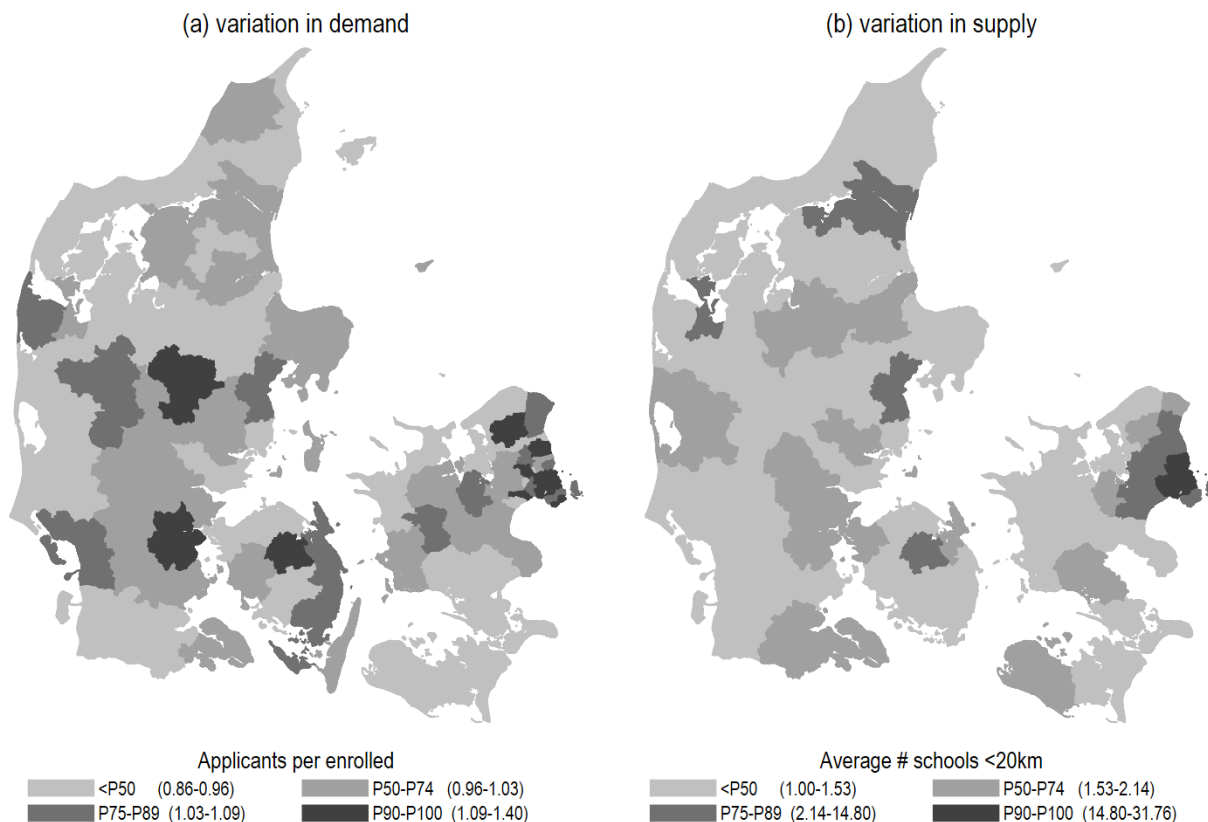 (a) variation in demand
(b) variation in supply
Applicants per enrolled
<P50 (0.86-0.96) P50-P74 (0.96-1.03)
P75-P89 (1.03-1.09) P90-P100 (1.09-1.40)
Average # schools <20km
<P50 (1.00-1.53) P50-P74 (1.53-2.14)
P75-P89 (2.14-14.80) P90-P100 (14.80-31.76)